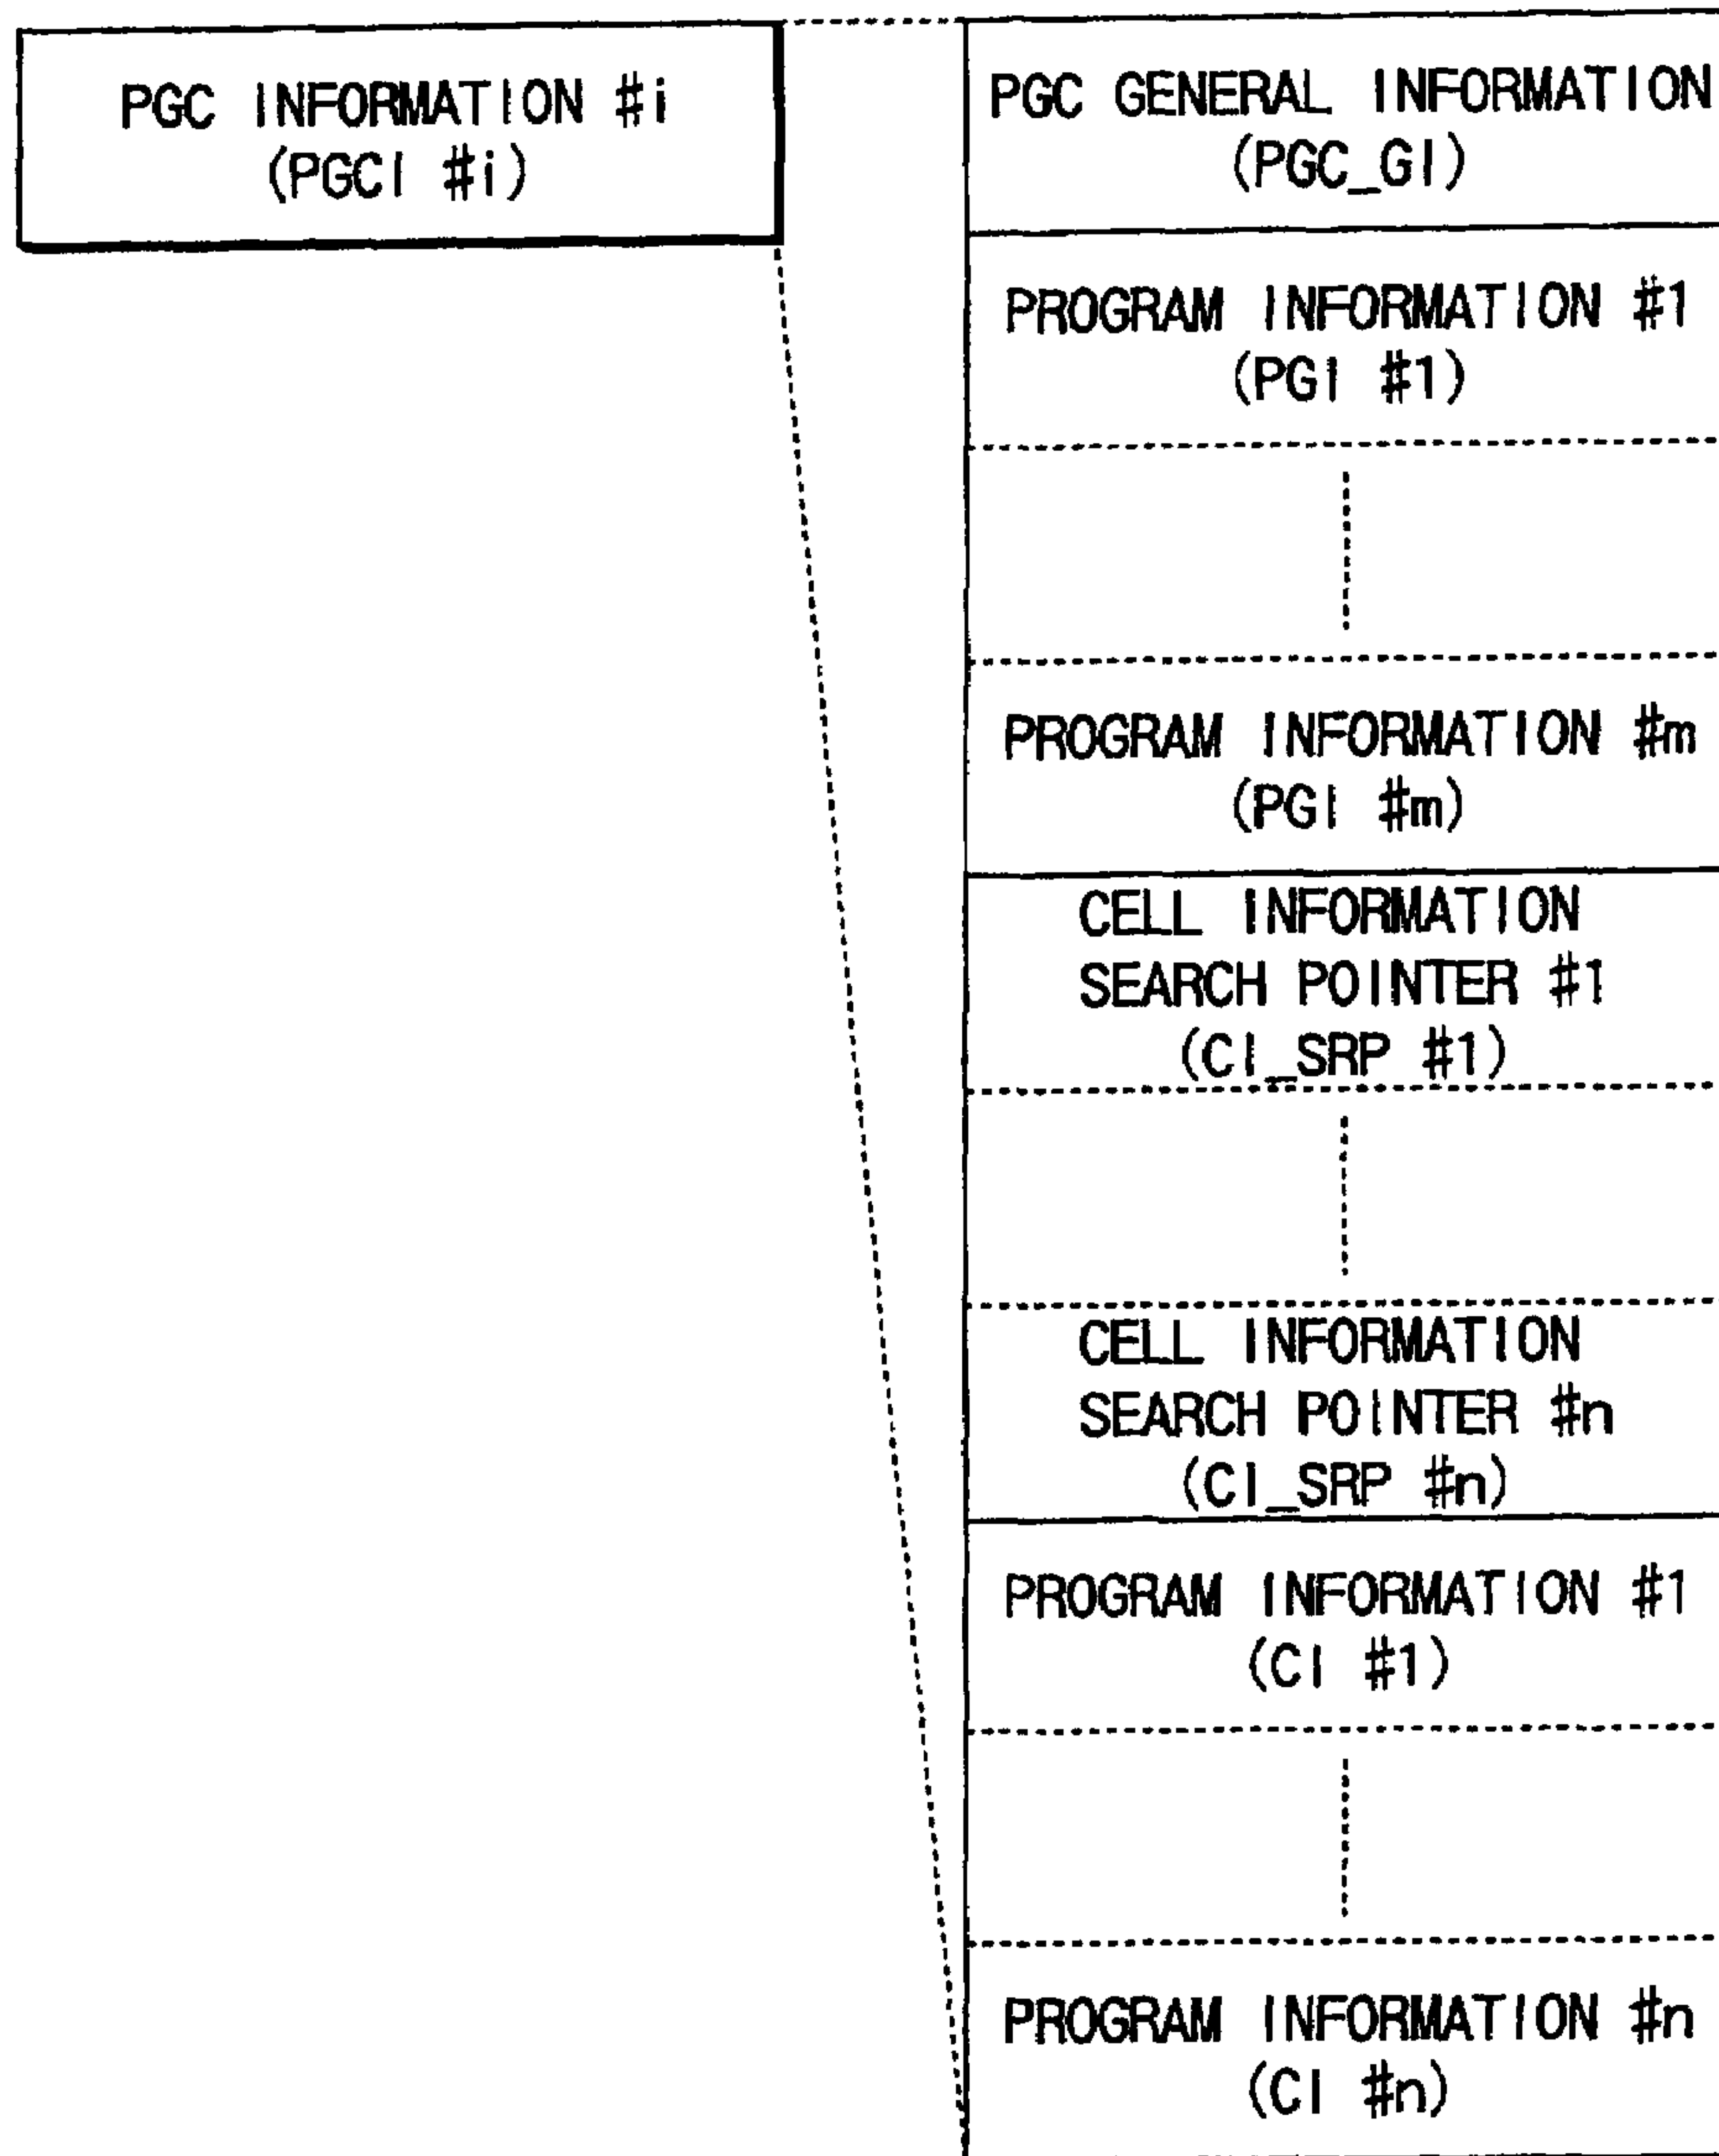 PGC INFORMATION #i
(PGCI #i)
PGC GENERAL INFORMATION
(PGC_GI)
PROGRAM INFORMATION #1
(PGI #1)
PROGRAM INFORMATION #m
(PGI #m)
CELL INFORMATION
SEARCH POINTER #1
(CI_SRP #1)
CELL INFORMATION
SEARCH POINTER #n
(CI_SRP #n)
PROGRAM INFORMATION #1
(CI #1)
PROGRAM INFORMATION #n
(CI #n)